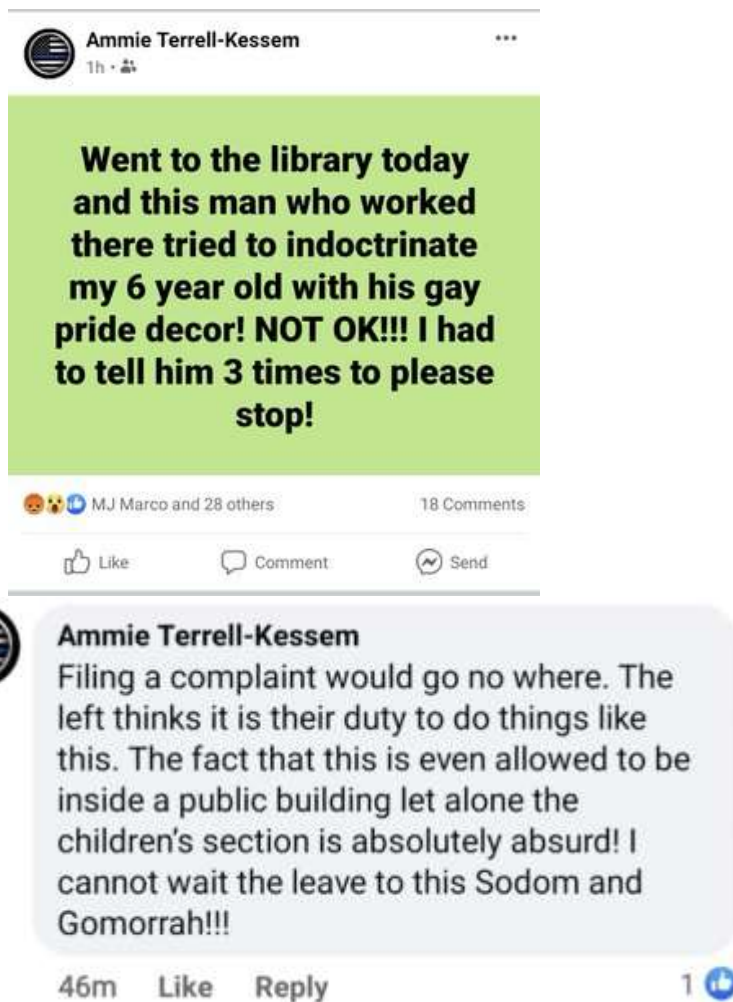 Ammie Terrell-Kessem
1h
Went to the library today
and this man who worked
there tried to indoctrinate
my 6 year old with his gay
pride decor! NOT OK!!! I had
to tell him 3 times to please
stop!
MJ Marco and 28 others 18 Comments
Like Comment Send
Ammie Terrell-Kessem
Filing a complaint would go no where. The
left thinks it is their duty to do things like
this. The fact that this is even allowed to be
inside a public building let alone the
children's section is absolutely absurd! I
cannot wait the leave to this Sodom and
Gomorrah!!!
46m Like Reply 1